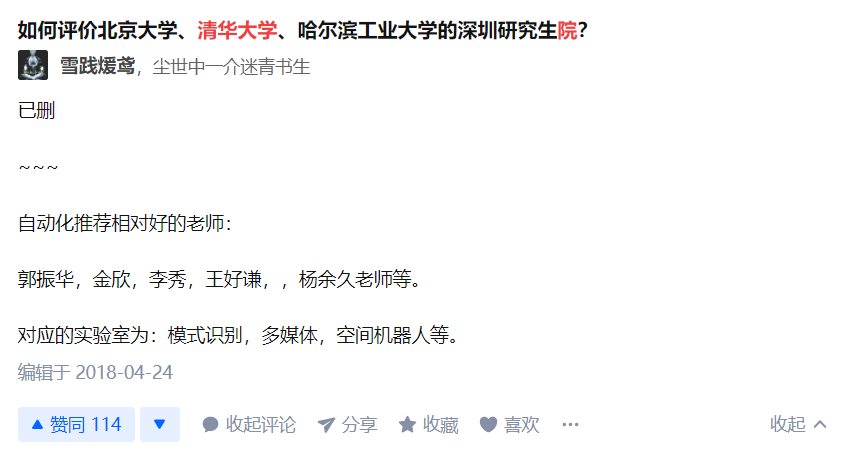 如何评价北京大学、清华大学、哈尔滨工业大学的深圳研究生院？
雪践煖鸢，尘世中一介迷青书生
已删
~~~
自动化推荐相对好的老师：
郭振华，金欣，李秀，王好谦，，杨余久老师等。
对应的实验室为：模式识别，多媒体，空间机器人等。
编辑于 2018-04-24
赞同 114 收起评论 分享 收藏 喜欢 ··· 收起